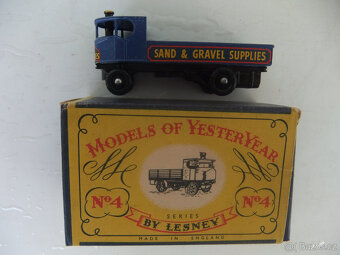 SAND & GRAVEL SUPPLIES
MODELS OF YESTERYEAR
Nº4
Nº4
SERIES
BY LESNEY
MADE IN ENGLAND